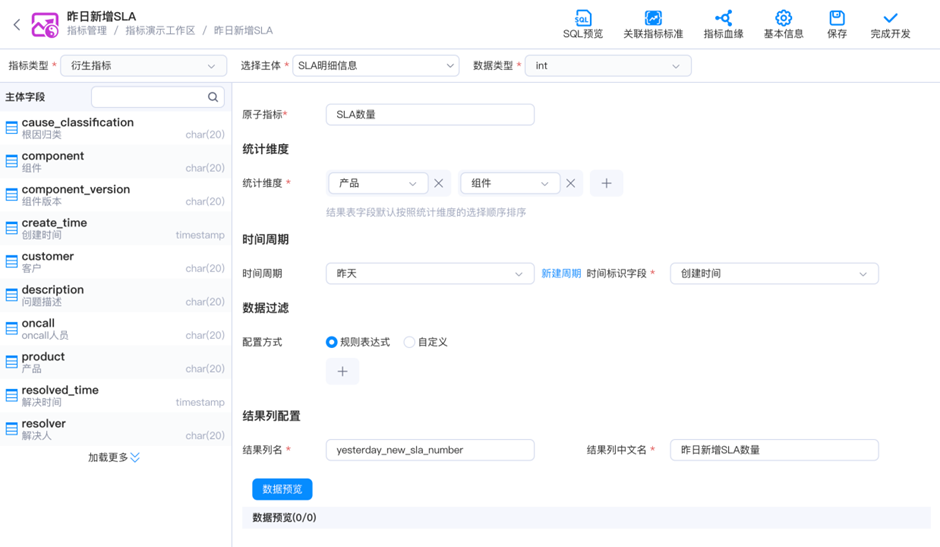 昨日新增SLA
指标管理 / 指标演示工作区 / 昨日新增SLA
SQL
SQL预览 关联指标标准 指标血缘 基本信息 保存 完成开发
指标类型 * 衍生指标 选择主体 * SLA明细信息 数据类型 * int
主体字段
cause_classification
根因归类 char(20)
component
组件 char(20)
component_version
组件版本 char(20)
create_time
创建时间 timestamp
customer
客户 char(20)
description
问题描述 char(20)
oncall
oncall人员 char(20)
product
产品 char(20)
resolved_time
解决时间 timestamp
resolver
解决人 char(20)
加载更多
原子指标* SLA数量
统计维度
统计维度 * 产品 组件
结果表字段默认按照统计维度的选择顺序排序
时间周期
时间周期 昨天 新建周期 时间标识字段 * 创建时间
数据过滤
配置方式 规则表达式 自定义
结果列配置
结果列名 * yesterday_new_sla_number 结果列中文名 * 昨日新增SLA数量
数据预览
数据预览(0/0)